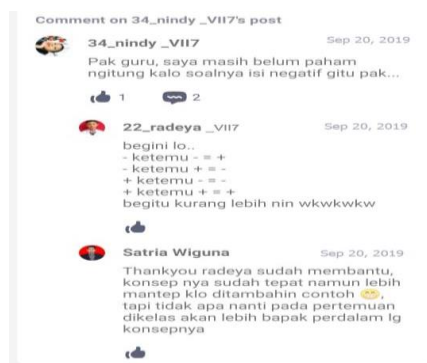 Comment on 34_nindy _VII7's post
34_nindy _VII7 Sep 20, 2019
Pak guru, saya masih belum paham
ngitung kalo soalnya isi negatif gitu pak...
1 2
22_radeya _VII7 Sep 20, 2019
begini lo..
- ketemu - = +
- ketemu + = -
+ ketemu - = -
+ ketemu + = +
begitu kurang lebih nin wkwkwkw
Satria Wiguna Sep 20, 2019
Thankyou radeya sudah membantu,
konsep nya sudah tepat namun lebih
mantep klo ditambahin contoh 😁,
tapi tidak apa nanti pada pertemuan
dikelas akan lebih bapak perdalam lg
konsepnya